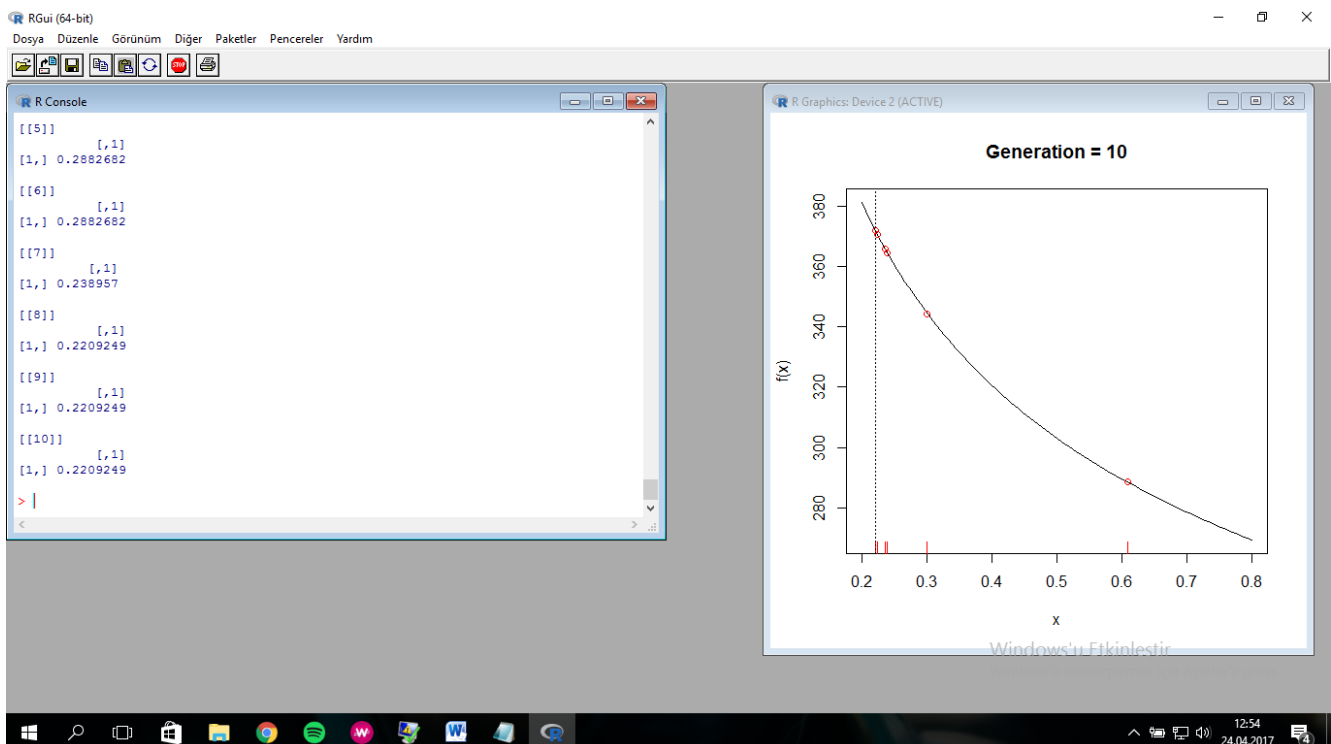 RGui (64-bit)
Dosya Düzenle Görünüm Diğer Paketler Pencereler Yardım
STOP
R Console
[[5]]
[,1]
[1,] 0.2882682
[[6]]
[,1]
[1,] 0.2882682
[[7]]
[,1]
[1,] 0.238957
[[8]]
[,1]
[1,] 0.2209249
[[9]]
[,1]
[1,] 0.2209249
[[10]]
[,1]
[1,] 0.2209249
>
R Graphics: Device 2 (ACTIVE)
Generation = 10
380
360
340
320
300
280
f(x)
0.2 0.3 0.4 0.5 0.6 0.7 0.8
x
Windows'u Etkinleştir
12:54
24.04.2017
4